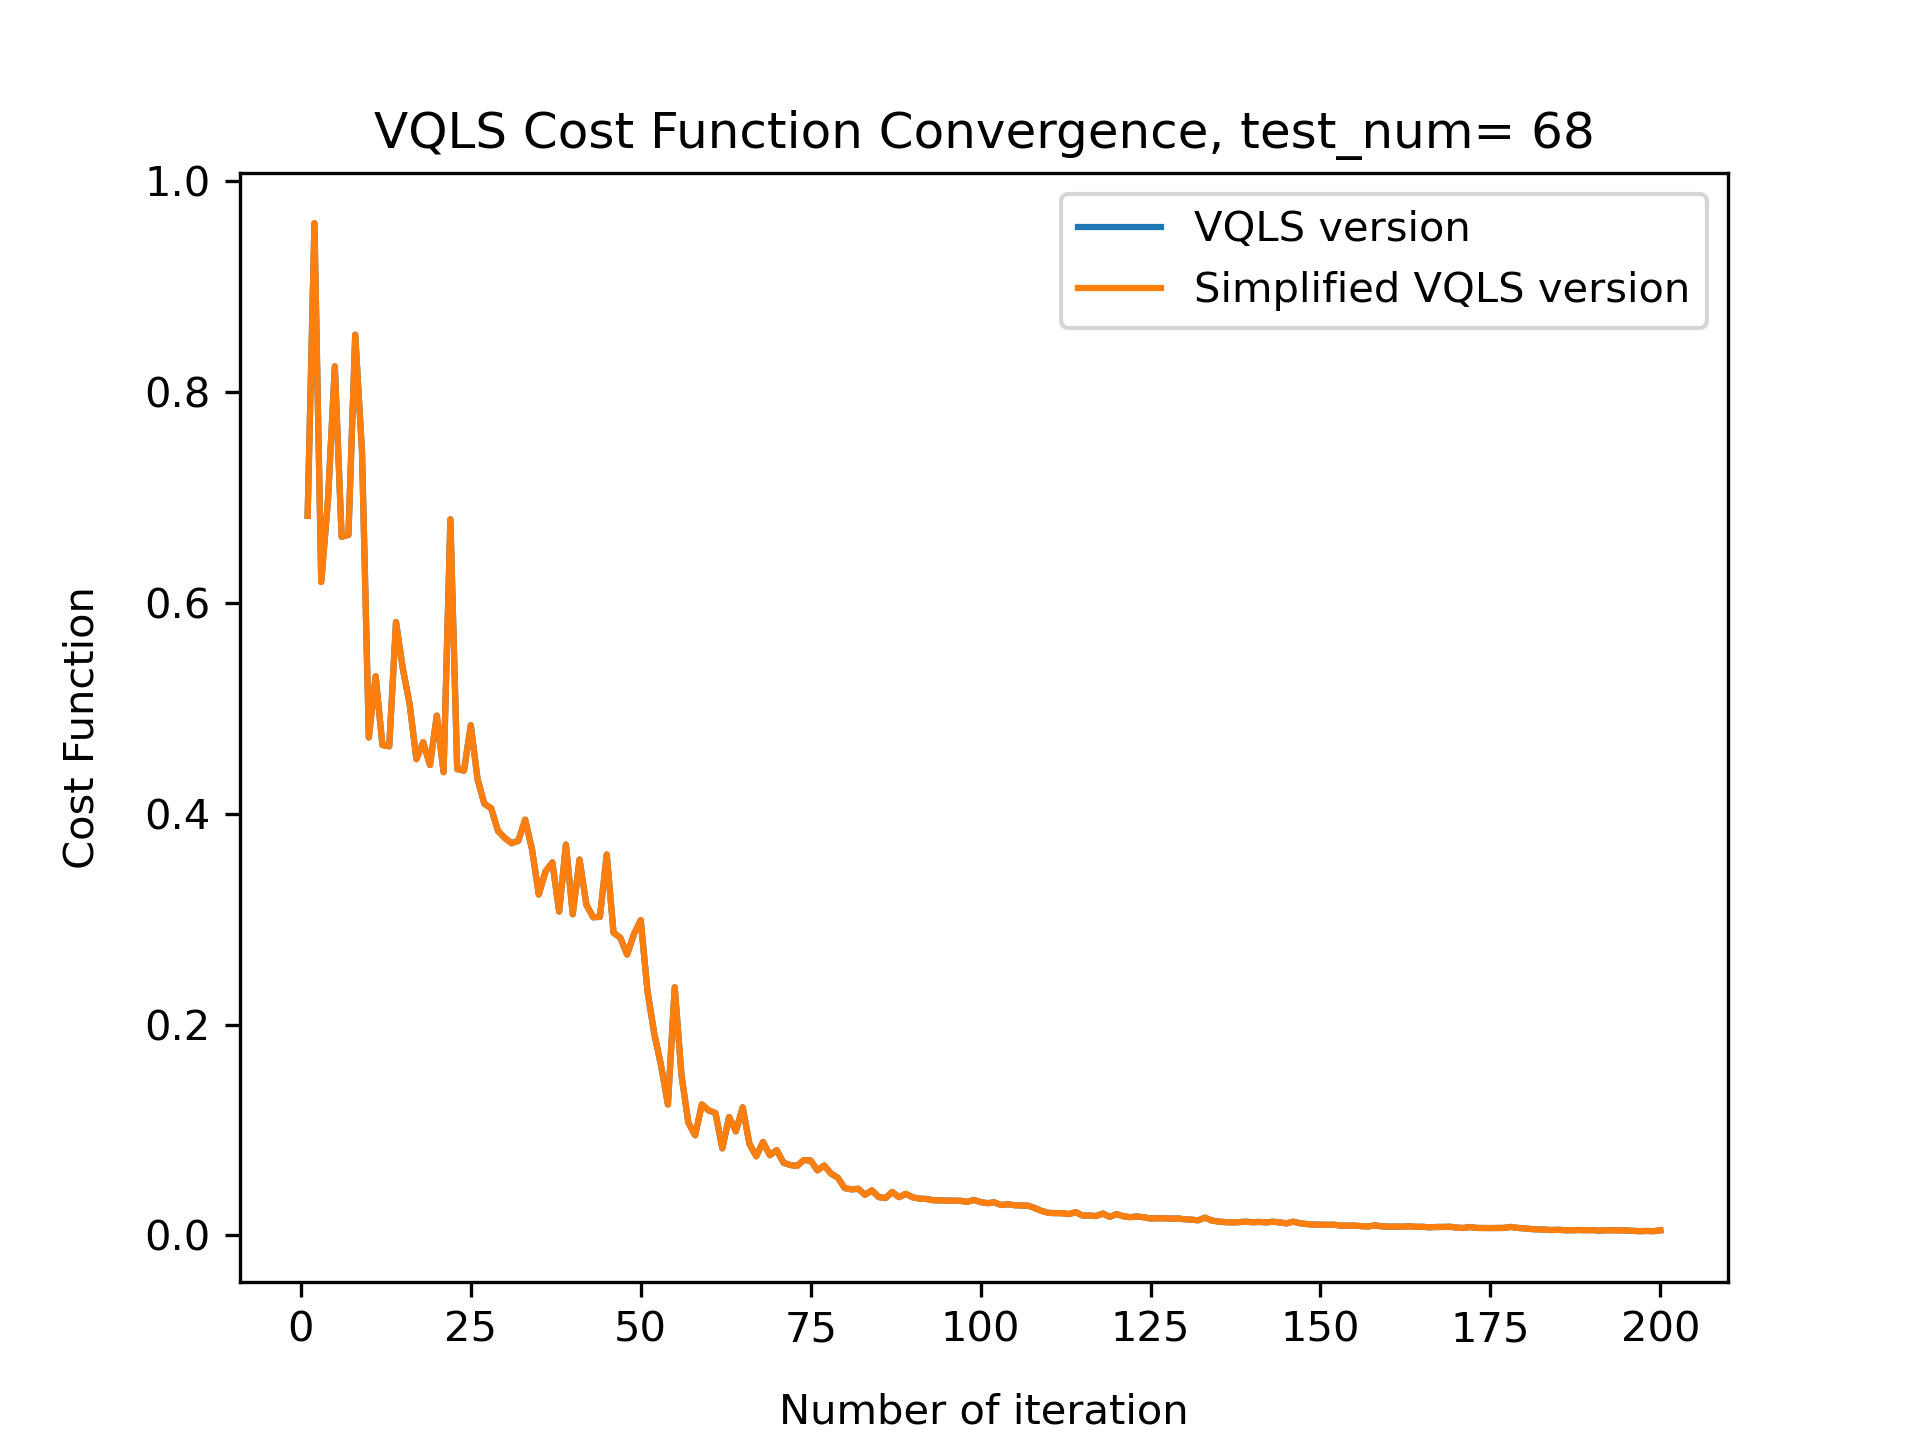 VQLS Cost Function Convergence, test_num= 68
VQLS version
Simplified VQLS version
1.0
0.8
0.6
0.4
0.2
0.0
Cost Function
0 25 50 75 100 125 150 175 200
Number of iteration